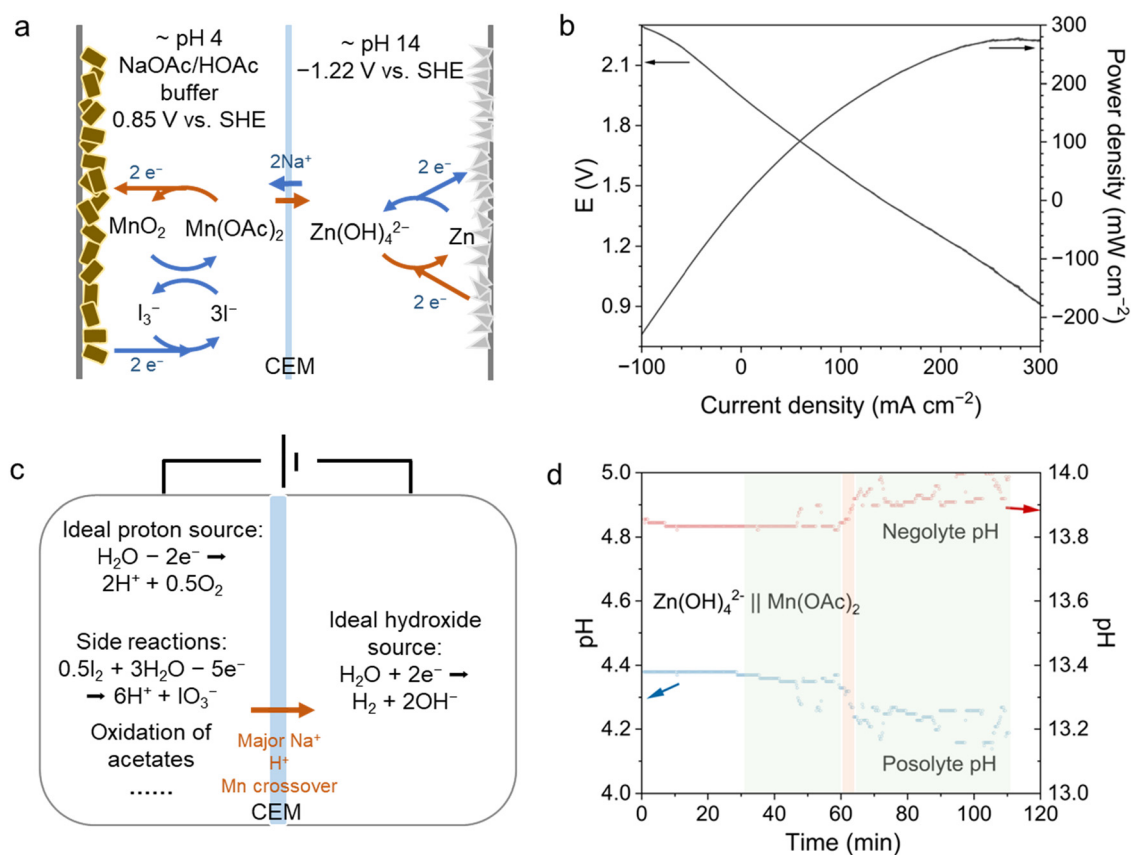 a
~ pH 4
NaOAc/HOAc
buffer
0.85 V vs. SHE
~ pH 14
−1.22 V vs. SHE
2 e⁻
2Na⁺
2 e⁻
MnO₂
Mn(OAc)₂
Zn(OH)₄²⁻
Zn
I₃⁻
3I⁻
2 e⁻
2 e⁻
CEM
b
E (V)
2.1
1.8
1.5
1.2
0.9
−100
0
100
200
300
Current density (mA cm⁻²)
300
200
100
0
−100
−200
Power density (mW cm⁻²)
c
Ideal proton source:
H₂O − 2e⁻ ➞
2H⁺ + 0.5O₂
Side reactions:
0.5I₂ + 3H₂O − 5e⁻
➞ 6H⁺ + IO₃⁻
Oxidation of
acetates
......
Ideal hydroxide
source:
H₂O + 2e⁻ ➞
H₂ + 2OH⁻
Major Na⁺
H⁺
Mn crossover
CEM
d
pH
5.0
4.8
4.6
4.4
4.2
4.0
Negolyte pH
Zn(OH)₄²⁻ || Mn(OAc)₂
Posolyte pH
0
20
40
60
80
100
120
Time (min)
14.0
13.8
13.6
13.4
13.2
13.0
pH